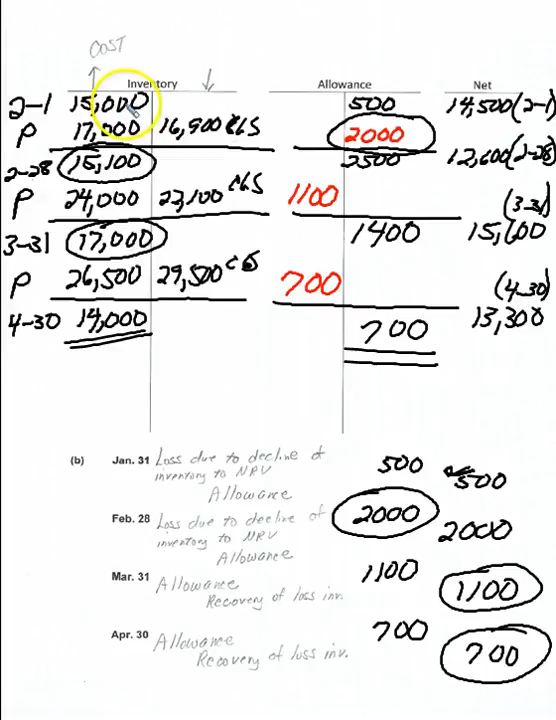 COST
Inventory Allowance Net
2-1 15,000 500 14,500 (2-1)
P 17,000 16,900 CGS 2000
2-28 15,100 2500 12,600 (2-28)
P 24,000 22,100 CGS 1100 (3-31)
3-31 17,000 1400 15,600
P 26,500 29,500 CGS 700 (4-30)
4-30 14,000 700 13,300
(b) Jan. 31 Loss due to decline of 500
inventory to NRV 500
Allowance
Feb. 28 Loss due to decline of 2000
inventory to NRV 2000
Allowance
Mar. 31 Allowance 1100
Recovery of loss inv. 1100
Apr. 30 Allowance 700
Recovery of loss inv. 700